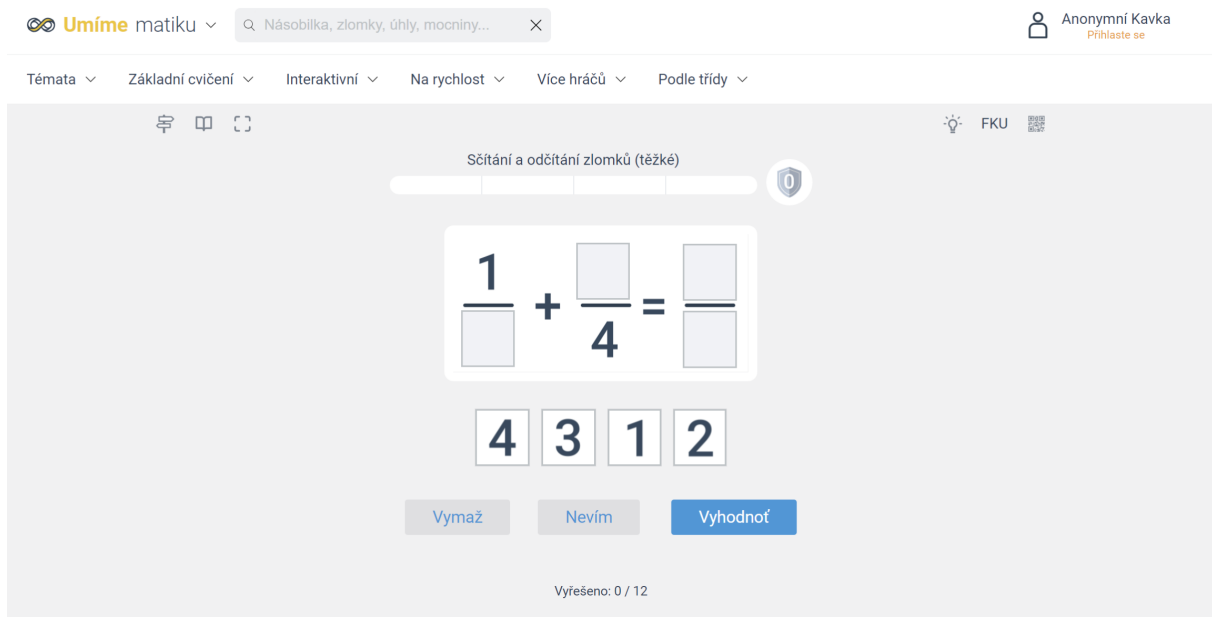 Umíme matiku
Násobilka, zlomky, úhly, mocniny...
Anonymní Kavka
Přihlaste se
Témata
Základní cvičení
Interaktivní
Na rychlost
Více hráčů
Podle třídy
FKU
Sčítání a odčítání zlomků (těžké)
0
1
+
4
=
4 3 1 2
Vymaž
Nevím
Vyhodnoť
Vyřešeno: 0 / 12